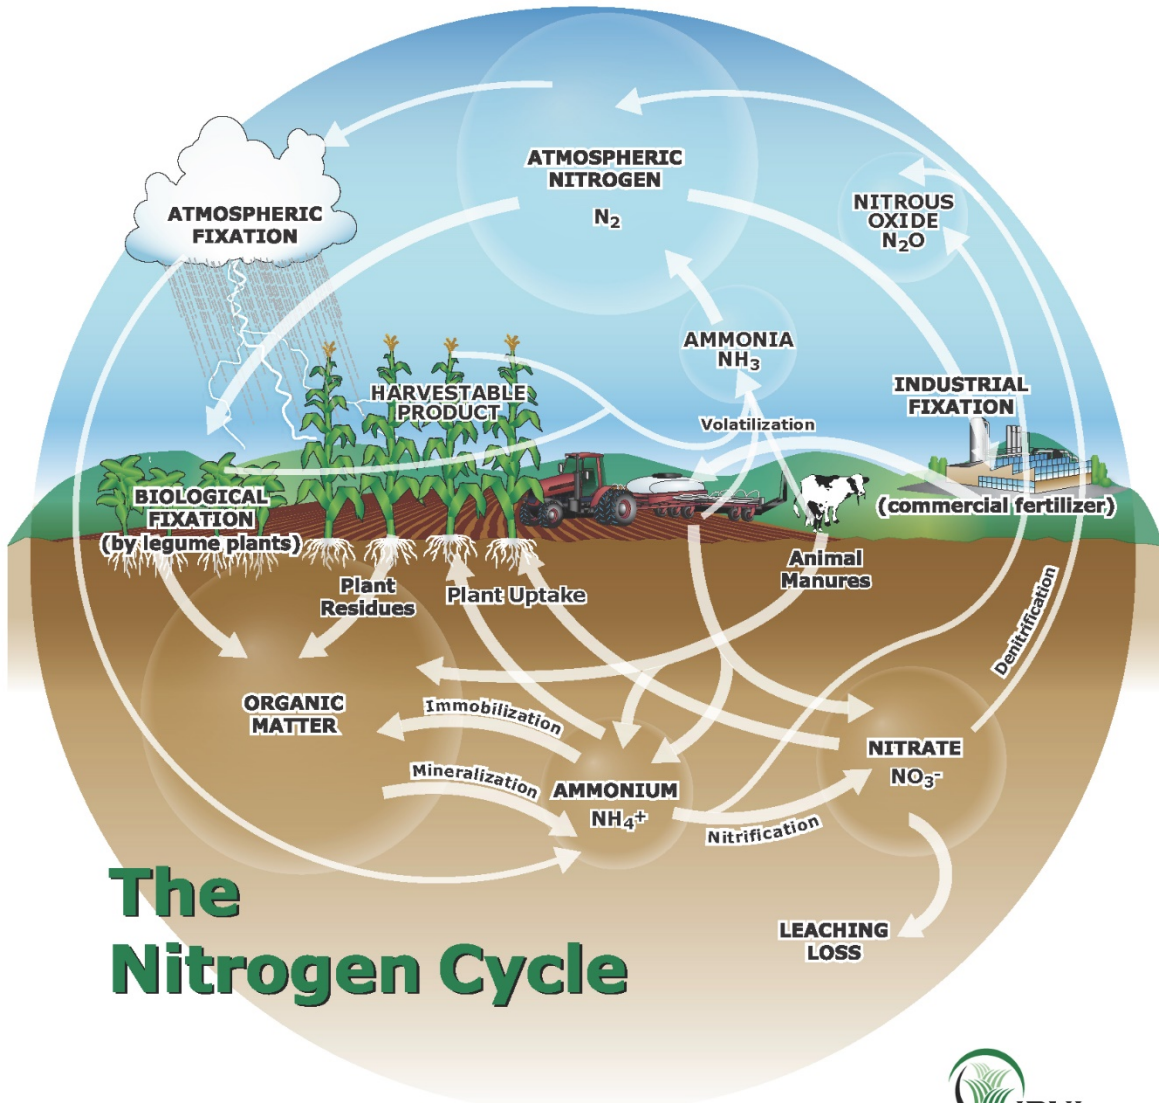 ATMOSPHERIC
NITROGEN
N₂
ATMOSPHERIC
FIXATION
NITROUS
OXIDE
N₂O
AMMONIA
NH₃
HARVESTABLE
PRODUCT
Volatilization
INDUSTRIAL
FIXATION
(commercial fertilizer)
BIOLOGICAL
FIXATION
(by legume plants)
Plant
Residues
Plant Uptake
Animal
Manures
Denitrification
ORGANIC
MATTER
Immobilization
Mineralization
AMMONIUM
NH₄⁺
Nitrification
NITRATE
NO₃⁻
LEACHING
LOSS
The
Nitrogen Cycle